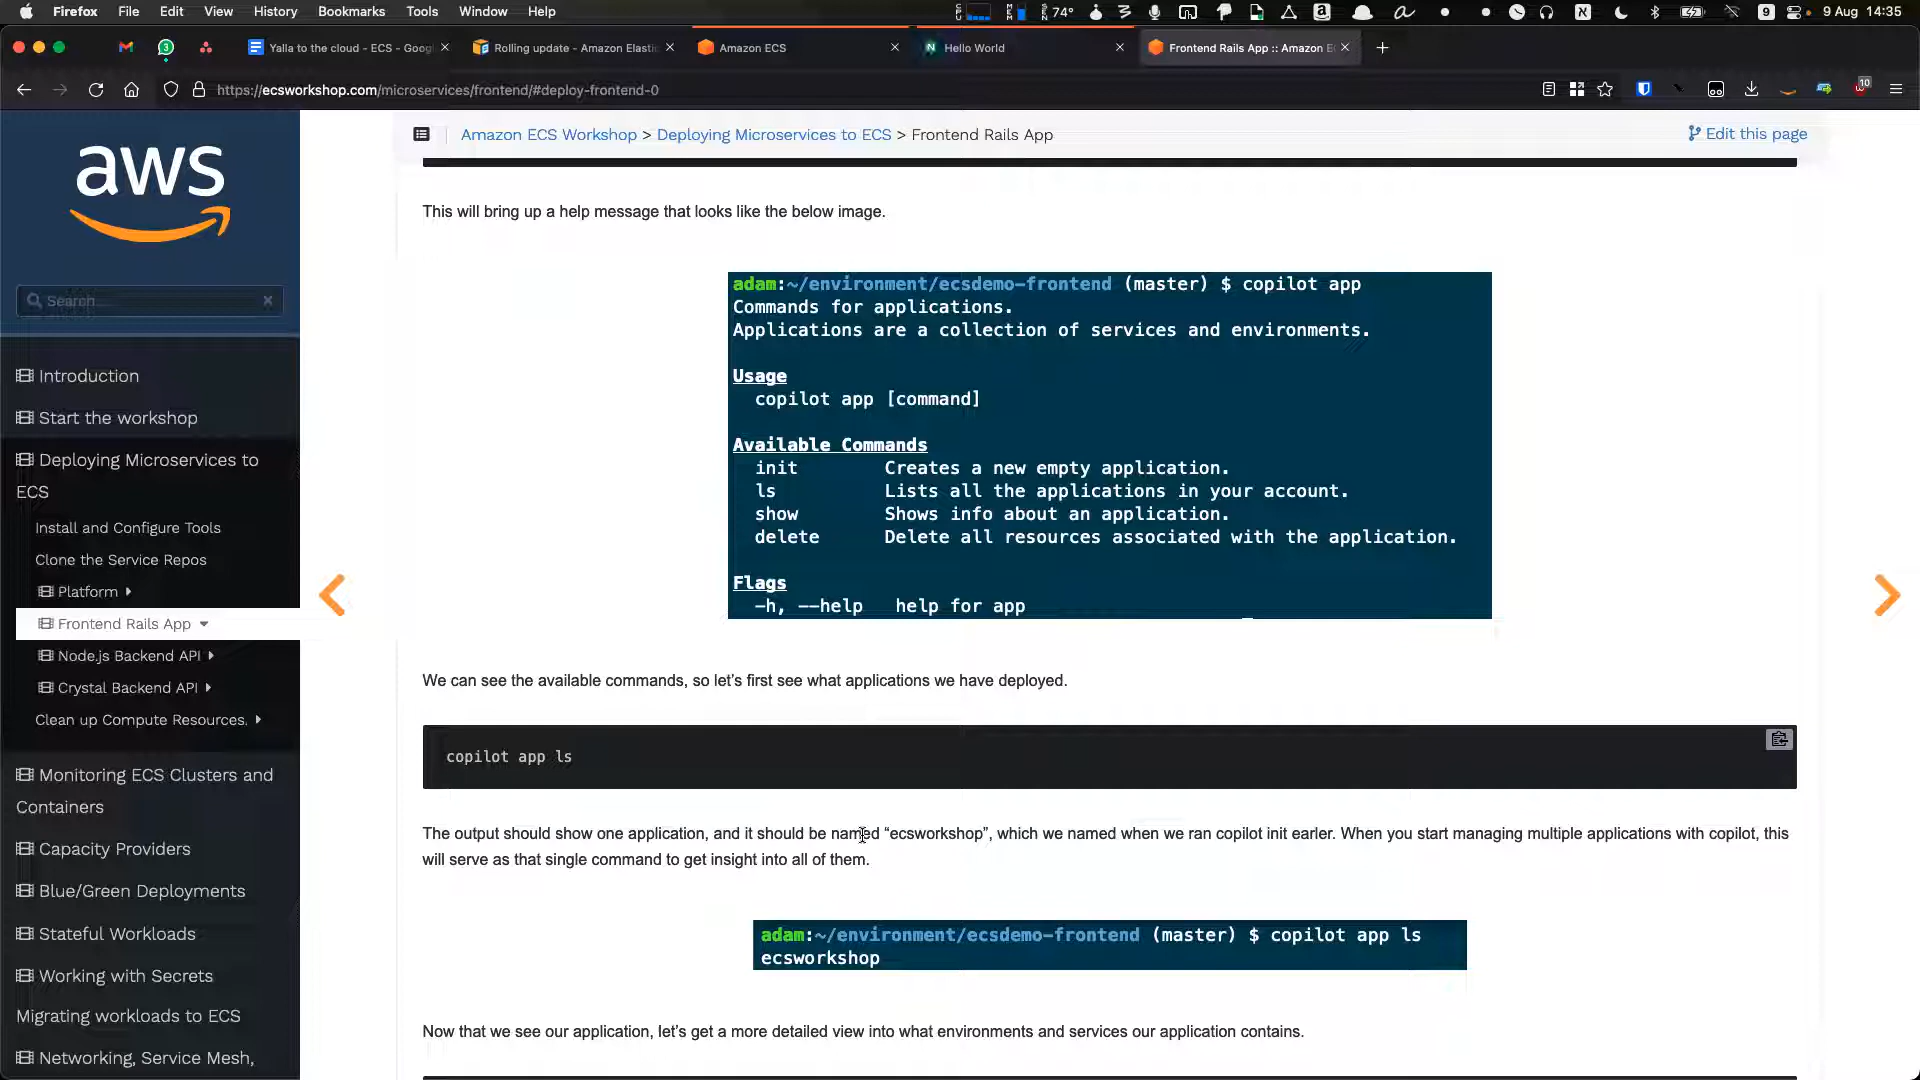 Firefox File Edit View History Bookmarks Tools Window Help 74° 9 9 Aug 14:35
3 Yalla to the cloud - ECS - Goog Rolling update - Amazon Elastic Amazon ECS Hello World Frontend Rails App :: Amazon E
https://ecsworkshop.com/microservices/frontend/#deploy-frontend-0 10
aws
Search...
Introduction
Start the workshop
Deploying Microservices to
ECS
Install and Configure Tools
Clone the Service Repos
Platform
Frontend Rails App
Node.js Backend API
Crystal Backend API
Clean up Compute Resources.
Monitoring ECS Clusters and
Containers
Capacity Providers
Blue/Green Deployments
Stateful Workloads
Working with Secrets
Migrating workloads to ECS
Networking, Service Mesh,
Amazon ECS Workshop > Deploying Microservices to ECS > Frontend Rails App Edit this page
This will bring up a help message that looks like the below image.
adam:~/environment/ecsdemo-frontend (master) $ copilot app
Commands for applications.
Applications are a collection of services and environments.
Usage
copilot app [command]
Available Commands
init Creates a new empty application.
ls Lists all the applications in your account.
show Shows info about an application.
delete Delete all resources associated with the application.
Flags
-h, --help help for app
We can see the available commands, so let's first see what applications we have deployed.
copilot app ls
The output should show one application, and it should be named “ecsworkshop”, which we named when we ran copilot init earler. When you start managing multiple applications with copilot, this
will serve as that single command to get insight into all of them.
adam:~/environment/ecsdemo-frontend (master) $ copilot app ls
ecsworkshop
Now that we see our application, let's get a more detailed view into what environments and services our application contains.